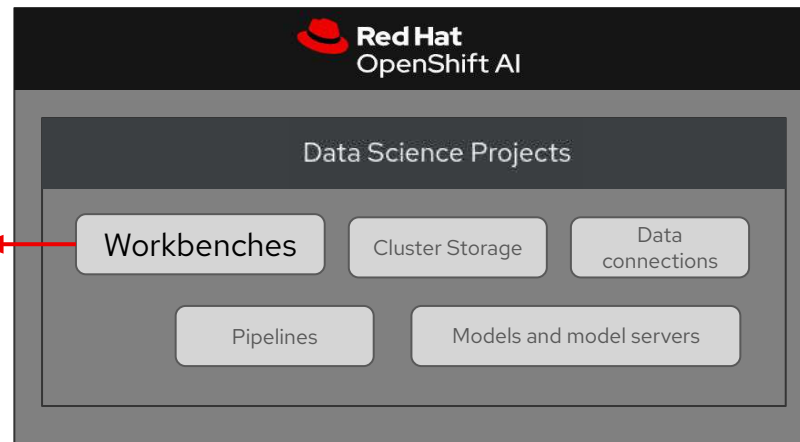 Red Hat
OpenShift AI
Data Science Projects
Workbenches
Cluster Storage
Data
connections
Pipelines
Models and model servers